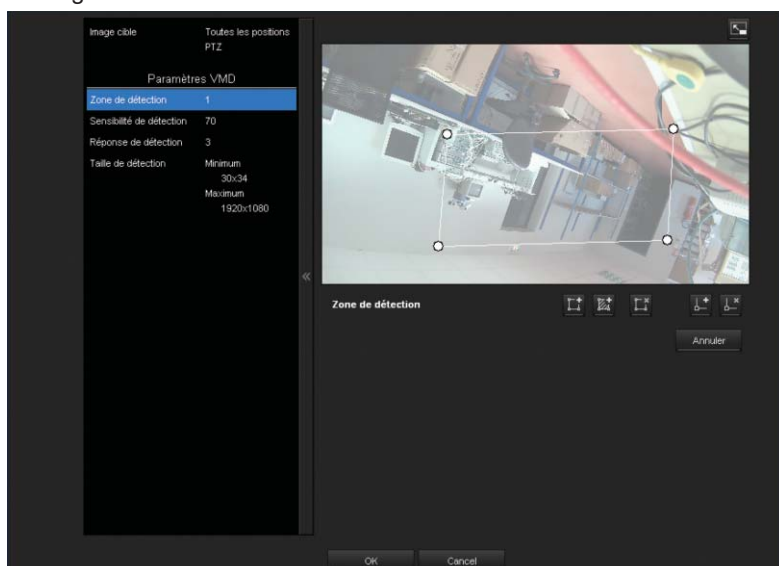 Image cible Toutes les positions
PTZ
Paramètres VMD
Zone de détection 1
Sensibilité de détection 70
Réponse de détection 3
Taille de détection Minimum
30x34
Maximum
1920x1080
«
Zone de détection
Annuler
OK Cancel